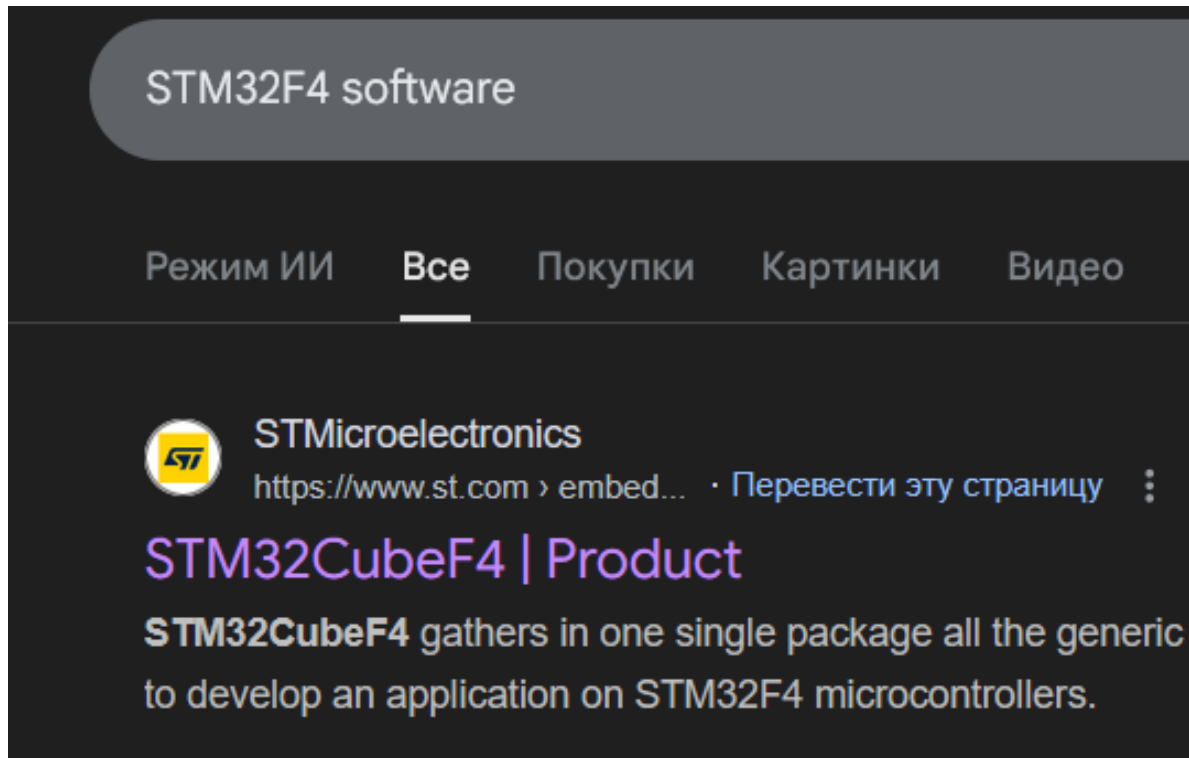 STM32F4 software
Режим ИИ Все Покупки Картинки Видео
STMicroelectronics
https://www.st.com › embed... · Перевести эту страницу
STM32CubeF4 | Product
STM32CubeF4 gathers in one single package all the generic
to develop an application on STM32F4 microcontrollers.